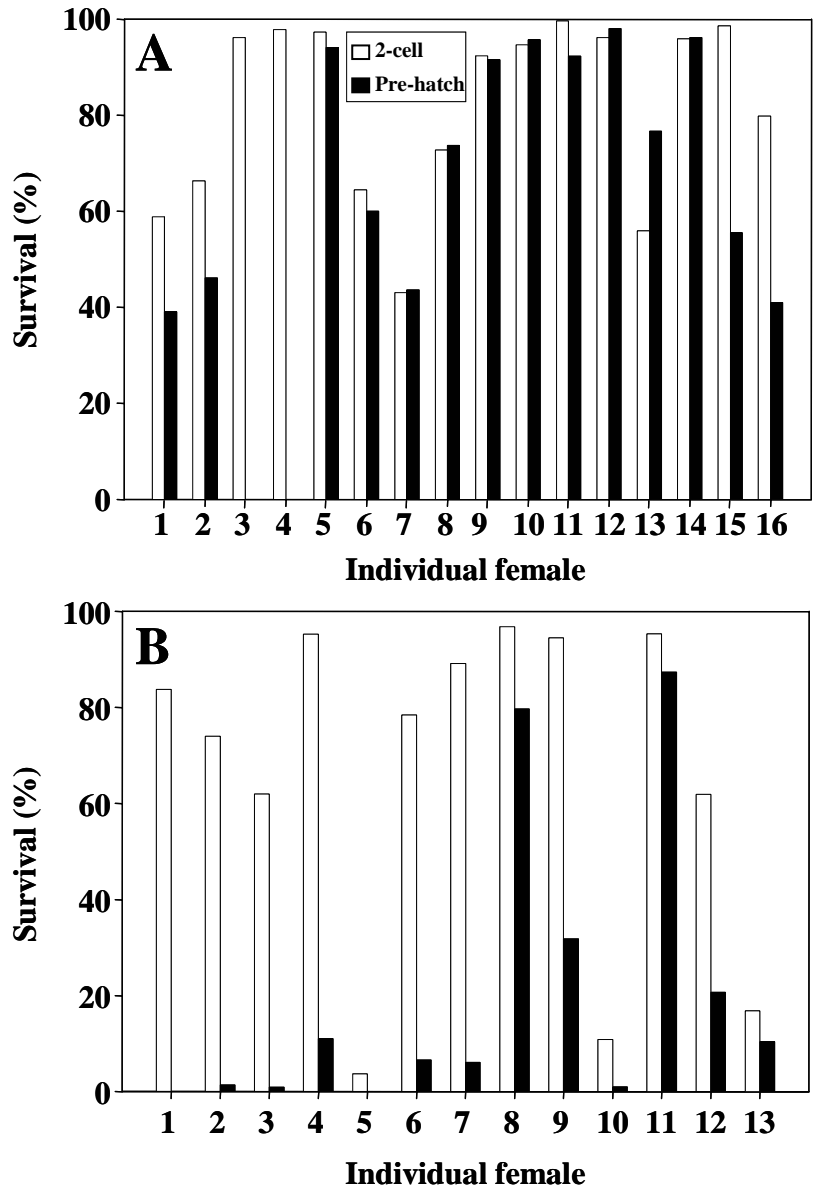 100
80
60
40
20
0
Survival (%)
A
2-cell
Pre-hatch
1 2 3 4 5 6 7 8 9 10 11 12 13 14 15 16
Individual female
100
80
60
40
20
0
Survival (%)
B
1 2 3 4 5 6 7 8 9 10 11 12 13
Individual female